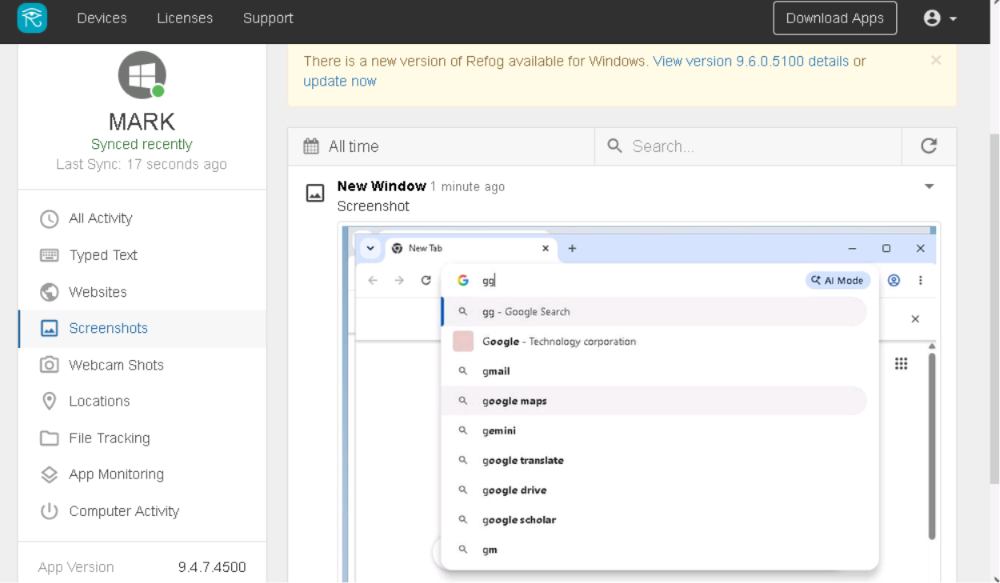 Devices Licenses Support Download Apps
There is a new version of Refog available for Windows. View version 9.6.0.5100 details or
update now
MARK
Synced recently
Last Sync: 17 seconds ago
All Activity
Typed Text
Websites
Screenshots
Webcam Shots
Locations
File Tracking
App Monitoring
Computer Activity
App Version 9.4.7.4500
All time Search...
New Window 1 minute ago
Screenshot
New Tab
gg AI Mode
gg - Google Search
Google - Technology corporation
gmail
google maps
gemini
google translate
google drive
google scholar
gm